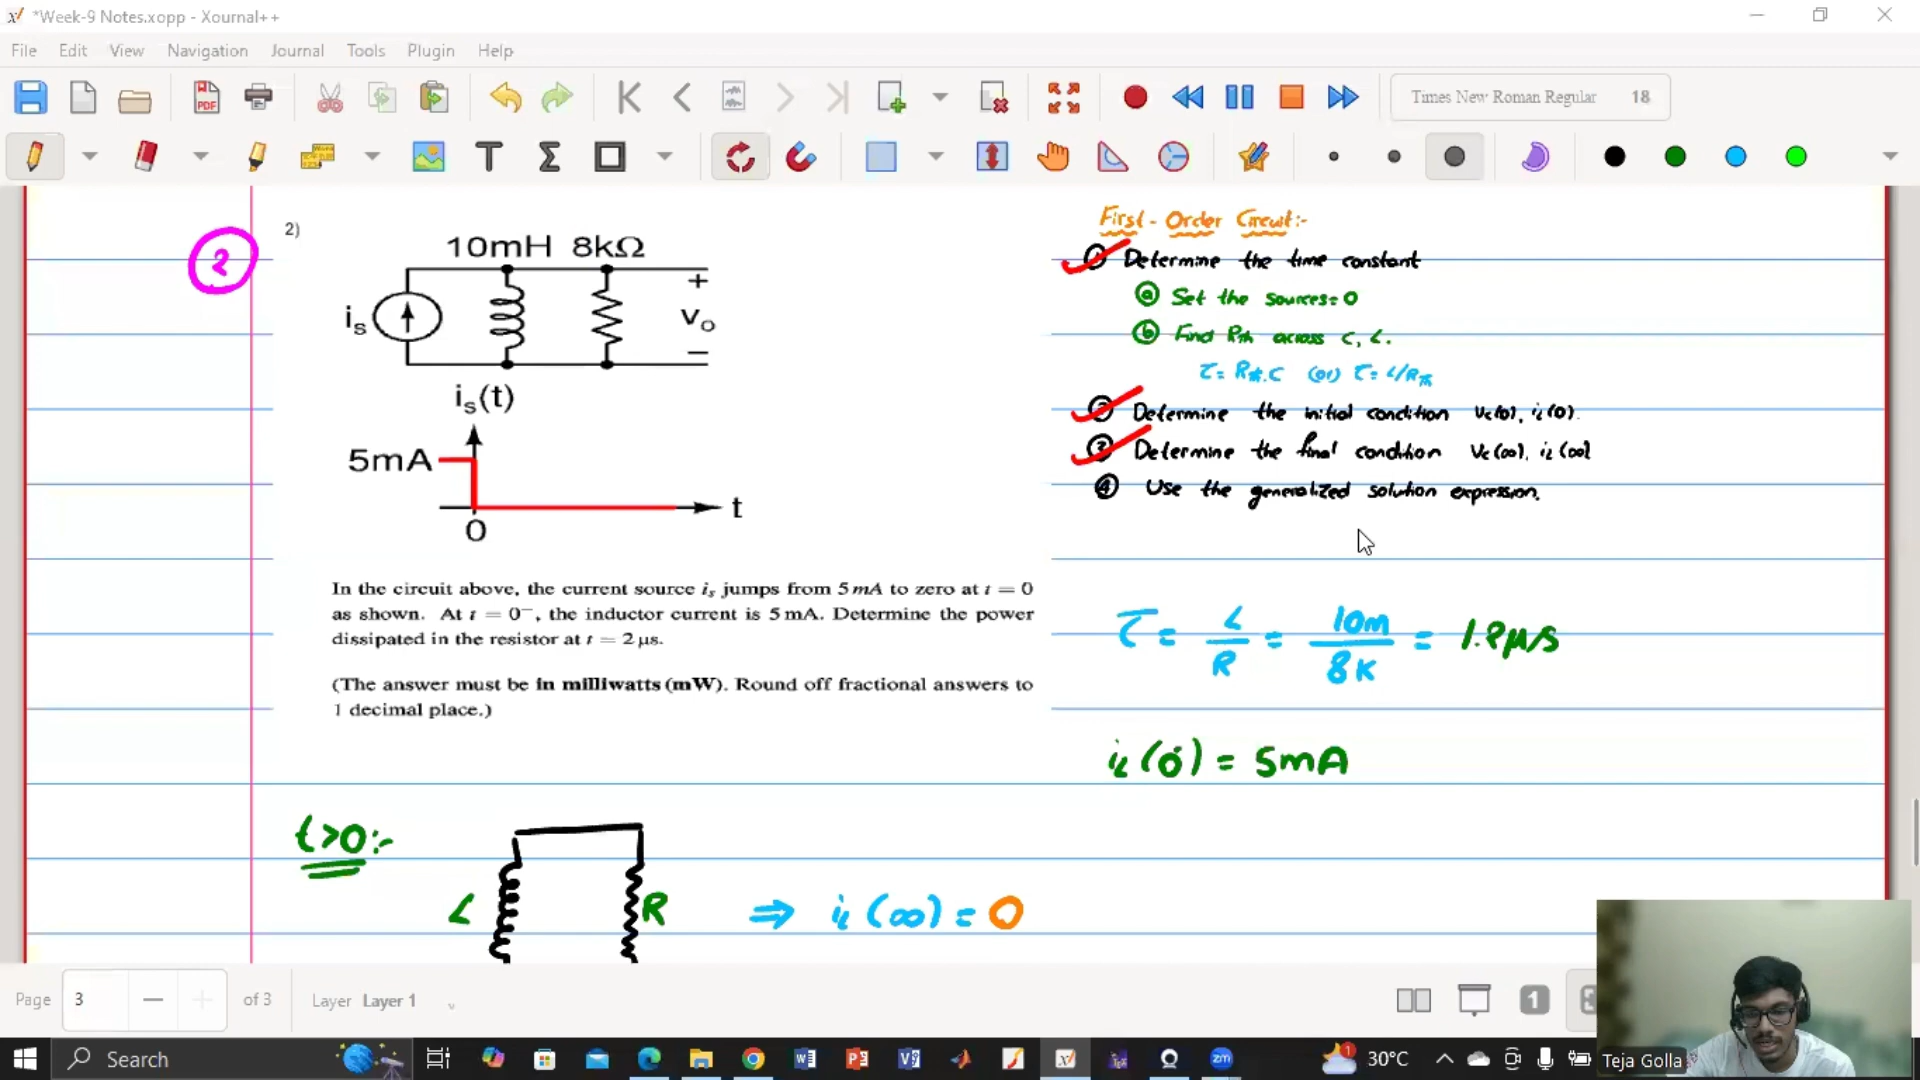 *Week-9 Notes.xopp - Xournal++
File Edit View Navigation Journal Tools Plugin Help
PDF
Times New Roman Regular 18
2
2)
10mH 8kΩ
is
+
vo
−
is(t)
5mA
t
0
In the circuit above, the current source is jumps from 5 mA to zero at t = 0
as shown. At t = 0⁻, the inductor current is 5 mA. Determine the power
dissipated in the resistor at t = 2 μs.
(The answer must be in milliwatts (mW). Round off fractional answers to
1 decimal place.)
t>0:-
L
R
⇒ iL(∞) = 0
First-Order Circuit:-
① Determine the time constant
ⓐ Set the sources=0
ⓑ Find Rth across C, L.
τ= Rth.C (or) τ= L/Rth
② Determine the initial condition Vc(0), iL(0).
③ Determine the final condition Vc(∞), iL(∞)
④ Use the generalized solution expression.
τ = L/R = 10m/8K = 1.2μs
iL(0) = 5mA
Page 3 of 3 Layer Layer 1
1
Search
30°C
Teja Golla